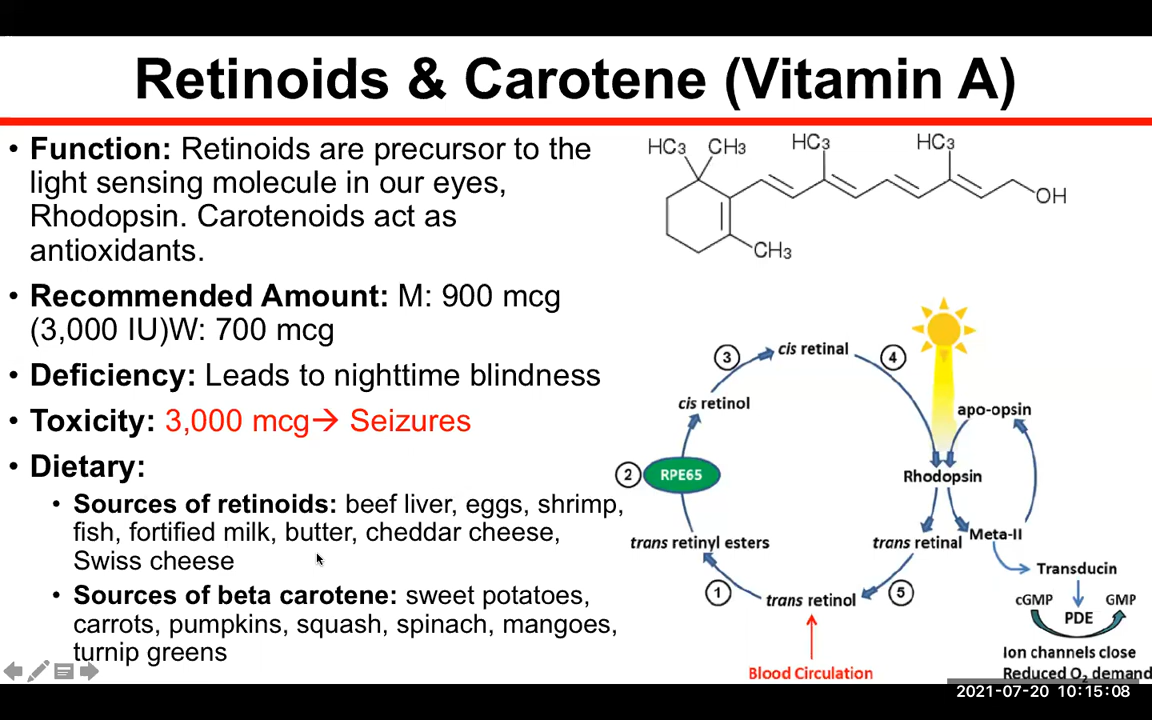 Retinoids & Carotene (Vitamin A)
• Function: Retinoids are precursor to the
light sensing molecule in our eyes,
Rhodopsin. Carotenoids act as
antioxidants.
• Recommended Amount: M: 900 mcg
(3,000 IU)W: 700 mcg
• Deficiency: Leads to nighttime blindness
• Toxicity: 3,000 mcg→ Seizures
• Dietary:
• Sources of retinoids: beef liver, eggs, shrimp,
fish, fortified milk, butter, cheddar cheese,
Swiss cheese
• Sources of beta carotene: sweet potatoes,
carrots, pumpkins, squash, spinach, mangoes,
turnip greens
HC3 CH3 HC3 HC3
OH
CH3
3 cis retinal 4
cis retinol
apo-opsin
2 RPE65
Rhodopsin
trans retinyl esters
trans retinal Meta-II
1 trans retinol 5
Transducin
cGMP GMP
PDE
Ion channels close
Blood Circulation
Reduced O2 demand
2021-07-20 10:15:08